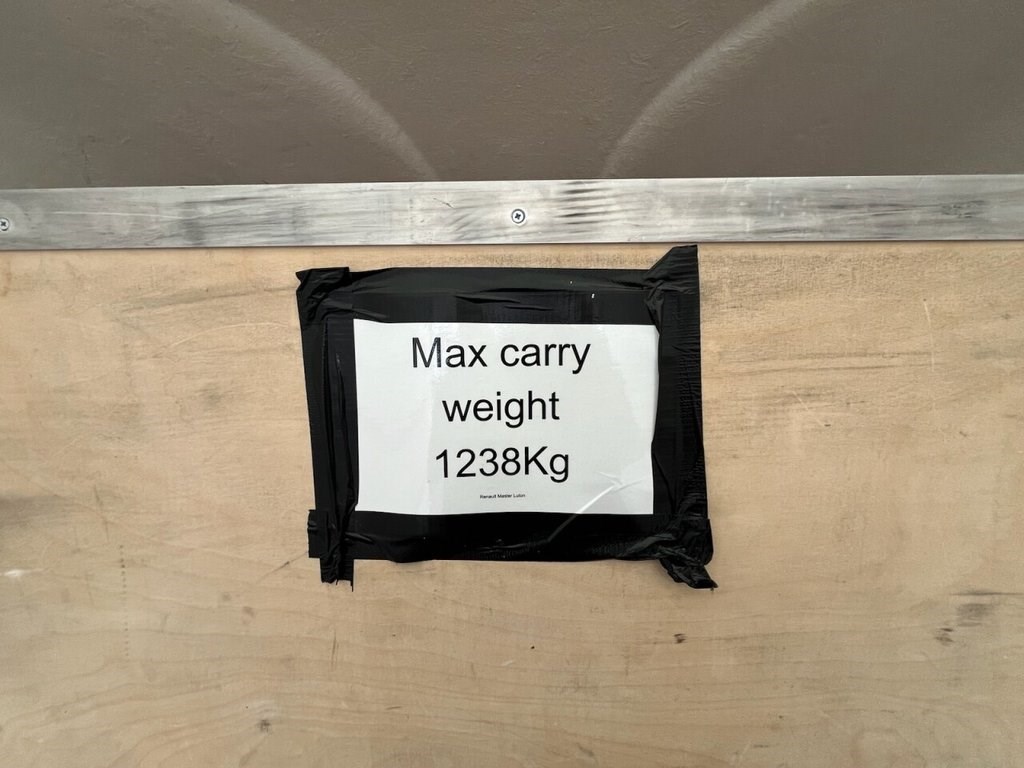 Max carry
weight
1238Kg
Renault Master Luton